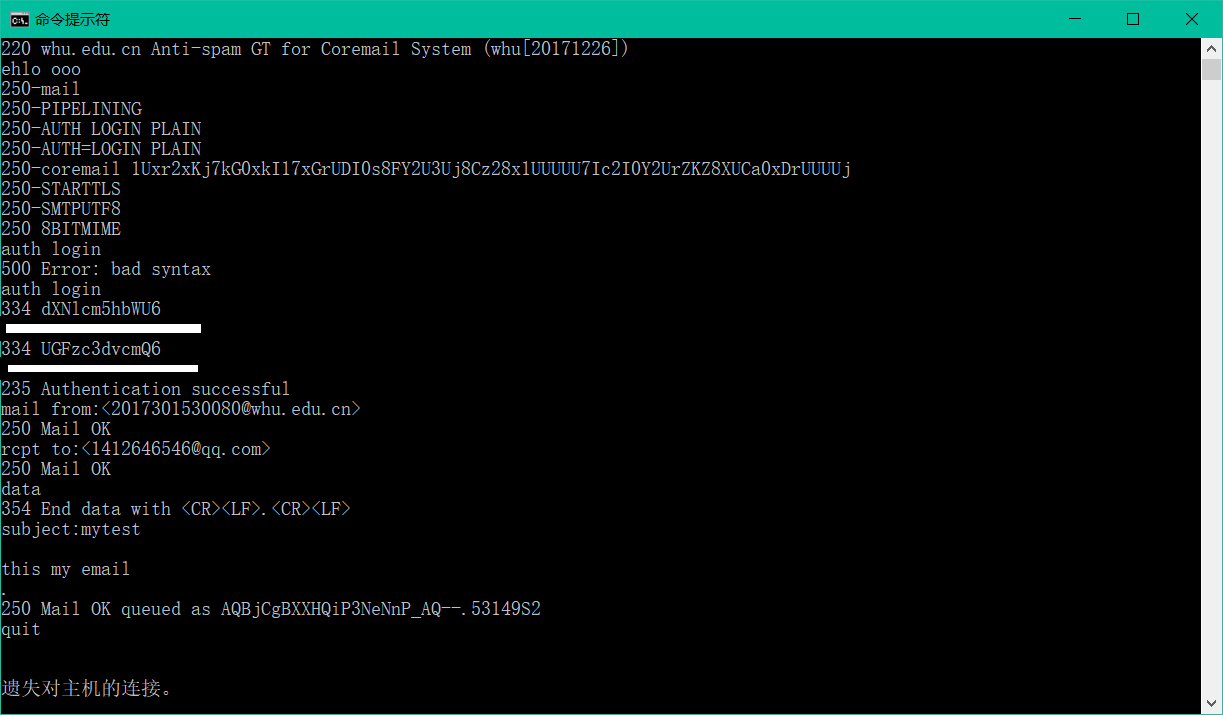 命令提示符
220 whu.edu.cn Anti-spam GT for Coremail System (whu[20171226])
ehlo ooo
250-mail
250-PIPELINING
250-AUTH LOGIN PLAIN
250-AUTH=LOGIN PLAIN
250-coremail 1Uxr2xKj7kG0xkI17xGrUDI0s8FY2U3Uj8Cz28x1UUUUU7Ic2I0Y2UrZKZ8XUCa0xDrUUUUj
250-STARTTLS
250-SMTPUTF8
250 8BITMIME
auth login
500 Error: bad syntax
auth login
334 dXNlcm5hbWU6
334 UGFzc3dvcmQ6
235 Authentication successful
mail from:<2017301530080@whu.edu.cn>
250 Mail OK
rcpt to:<1412646546@qq.com>
250 Mail OK
data
354 End data with <CR><LF>.<CR><LF>
subject:mytest
this my email
.
250 Mail OK queued as AQBjCgBXXHQiP3NeNnP_AQ--.53149S2
quit
遗失对主机的连接。